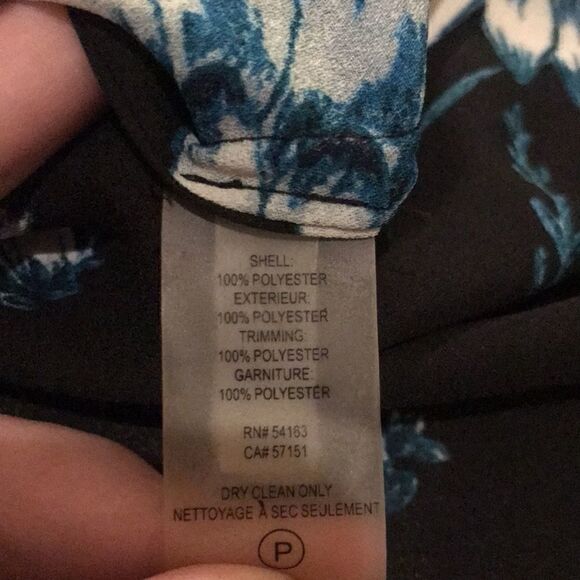 SHELL:
100% POLYESTER
EXTERIEUR:
100% POLYESTER
TRIMMING:
100% POLYESTER
GARNITURE:
100% POLYESTER
RN# 54163
CA# 57151
DRY CLEAN ONLY
NETTOYAGE À SEC SEULEMENT
P